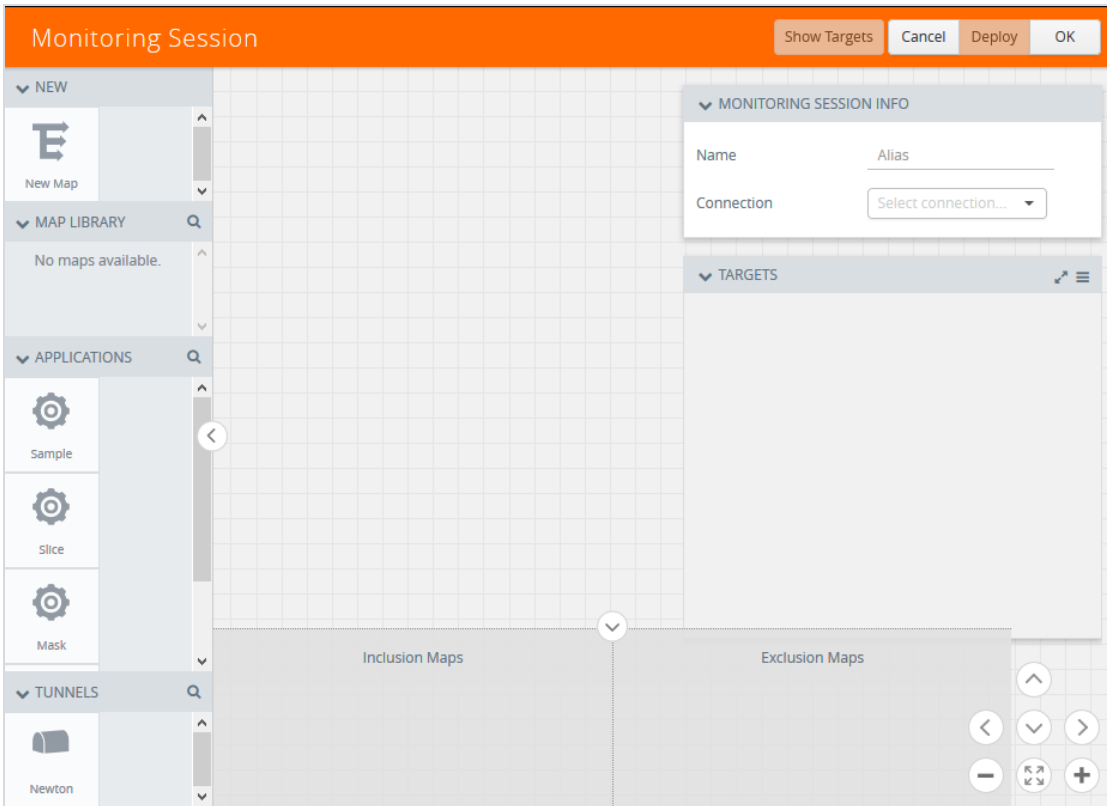 Monitoring Session
Show Targets Cancel Deploy OK
NEW
New Map
MAP LIBRARY
No maps available.
APPLICATIONS
Sample
Slice
Mask
TUNNELS
Newton
MONITORING SESSION INFO
Name Alias
Connection Select connection...
TARGETS
Inclusion Maps Exclusion Maps